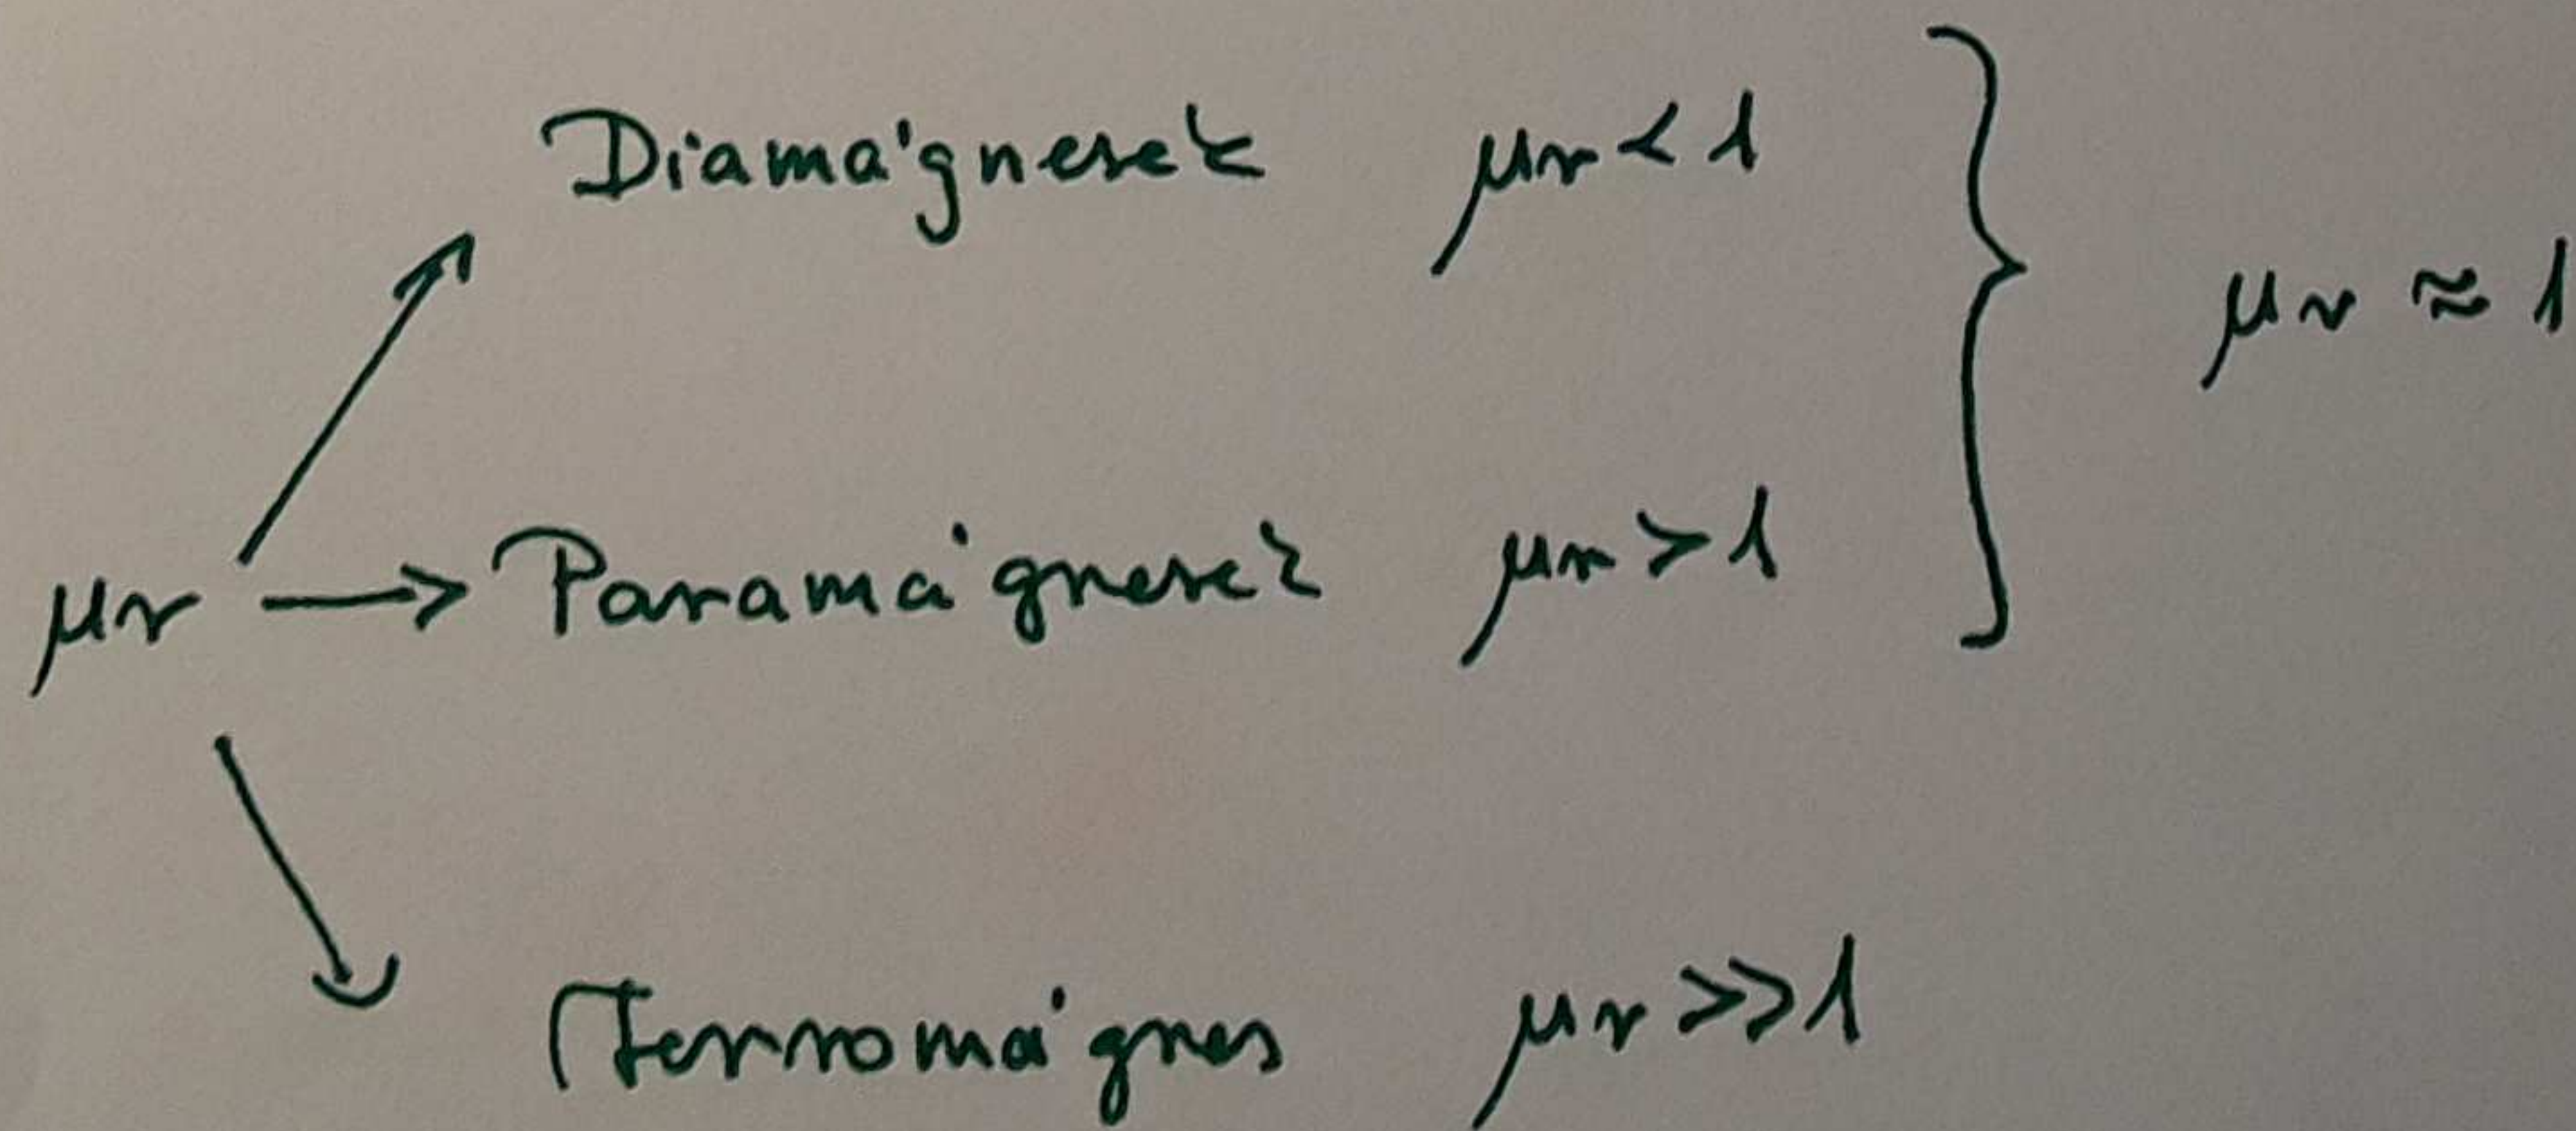 Diamágnesek μr < 1
μr ≈ 1
μr → Paramágnesek μr > 1
Ferromágnes μr >> 1